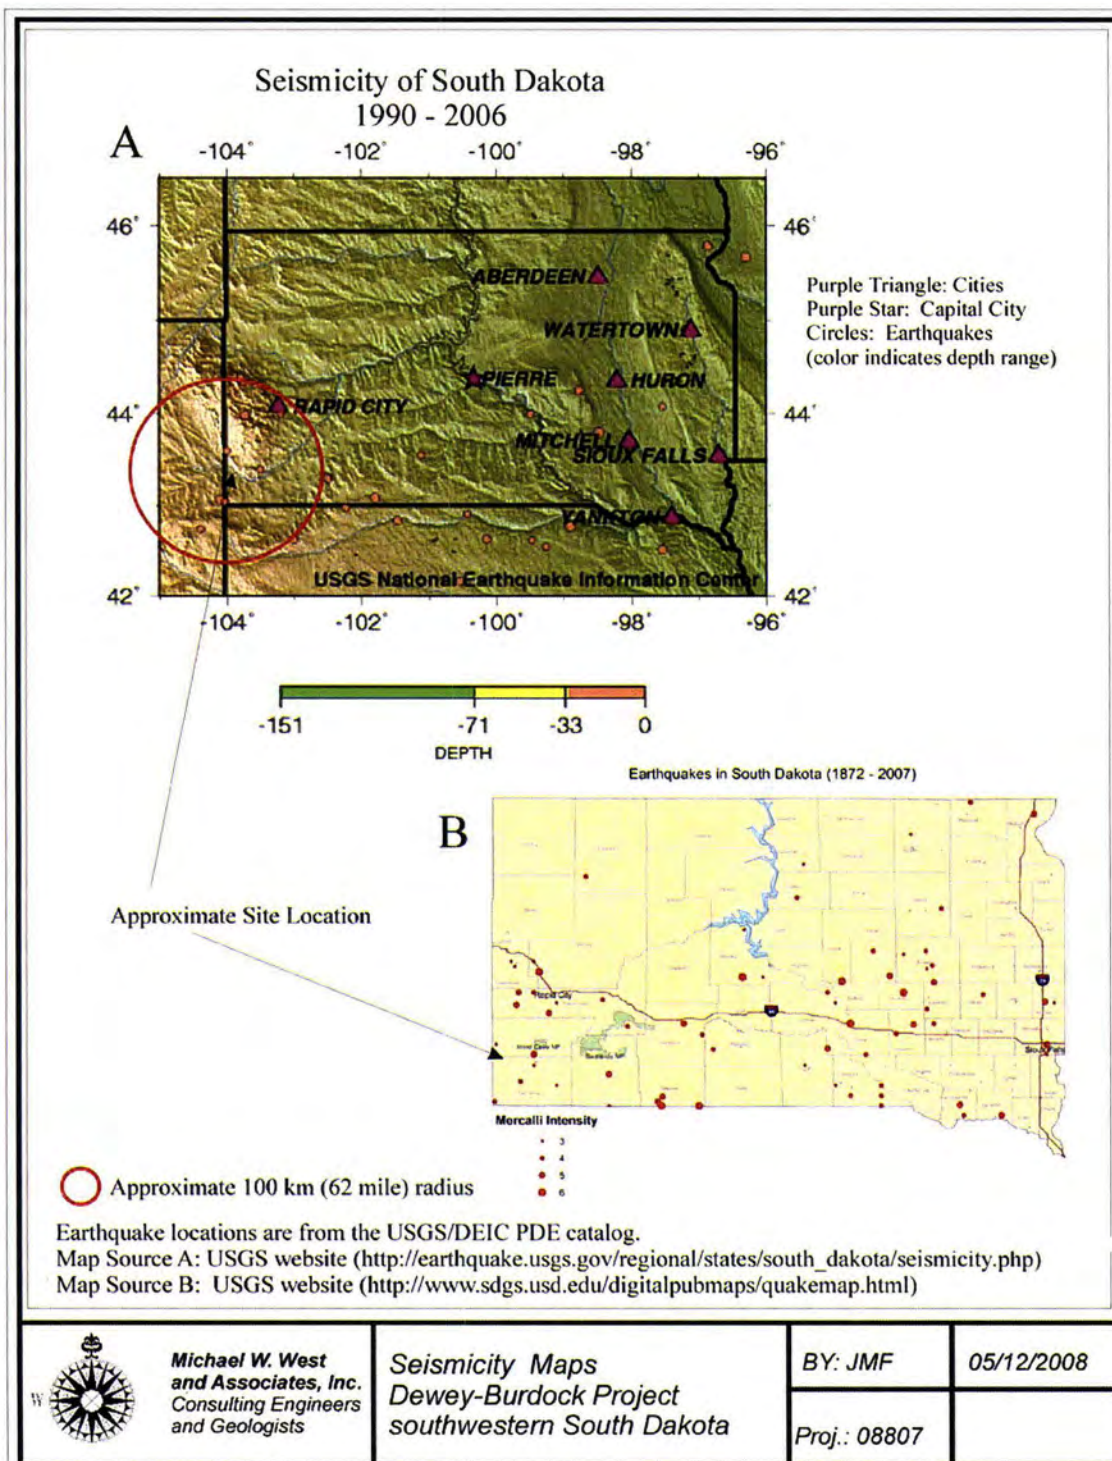 Seismicity of South Dakota
1990 - 2006
A
-104° -102° -100° -98° -96°
46° 46°
ABERDEEN
WATERTOWN
PIERRE HURON
44° RAPID CITY 44°
MITCHELL
SIOUX FALLS
YANKTON
USGS National Earthquake Information Center
42° 42°
-104° -102° -100° -98° -96°
Purple Triangle: Cities
Purple Star: Capital City
Circles: Earthquakes
(color indicates depth range)
-151 -71 -33 0
DEPTH
Earthquakes in South Dakota (1872 - 2007)
B
Approximate Site Location
Rapid City
Sioux Falls
Mercalli Intensity
3
4
5
6
Approximate 100 km (62 mile) radius
Earthquake locations are from the USGS/DEIC PDE catalog.
Map Source A: USGS website (http://earthquake.usgs.gov/regional/states/south_dakota/seismicity.php)
Map Source B: USGS website (http://www.sdgs.usd.edu/digitalpubmaps/quakemap.html)
W
Michael W. West
and Associates, Inc.
Consulting Engineers
and Geologists
Seismicity Maps
Dewey-Burdock Project
southwestern South Dakota
BY: JMF
05/12/2008
Proj.: 08807